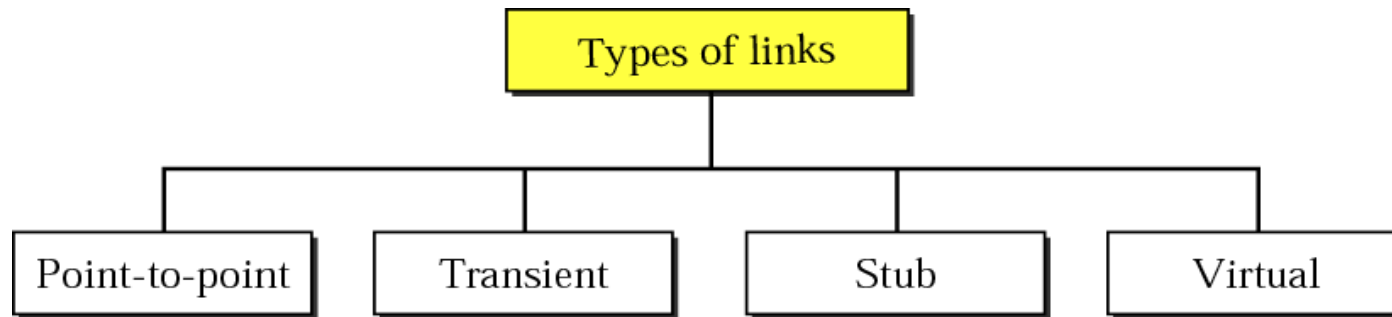 Types of links
Point-to-point
Transient
Stub
Virtual